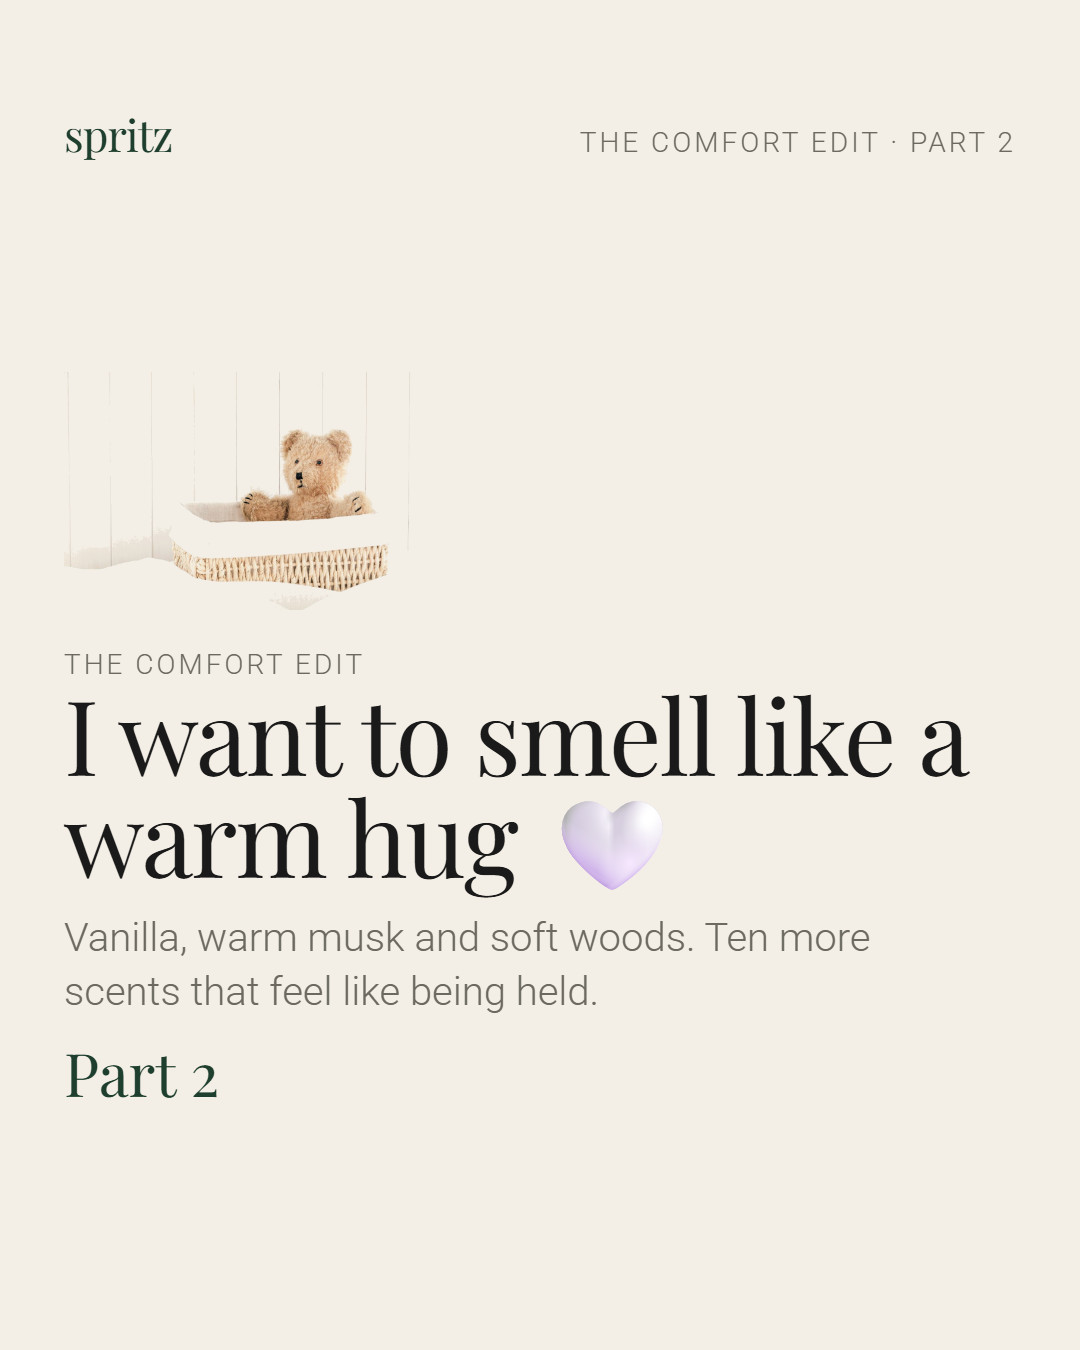 spritz
THE COMFORT EDIT · PART 2
THE COMFORT EDIT
I want to smell like a
warm hug
Vanilla, warm musk and soft woods. Ten more
scents that feel like being held.
Part 2